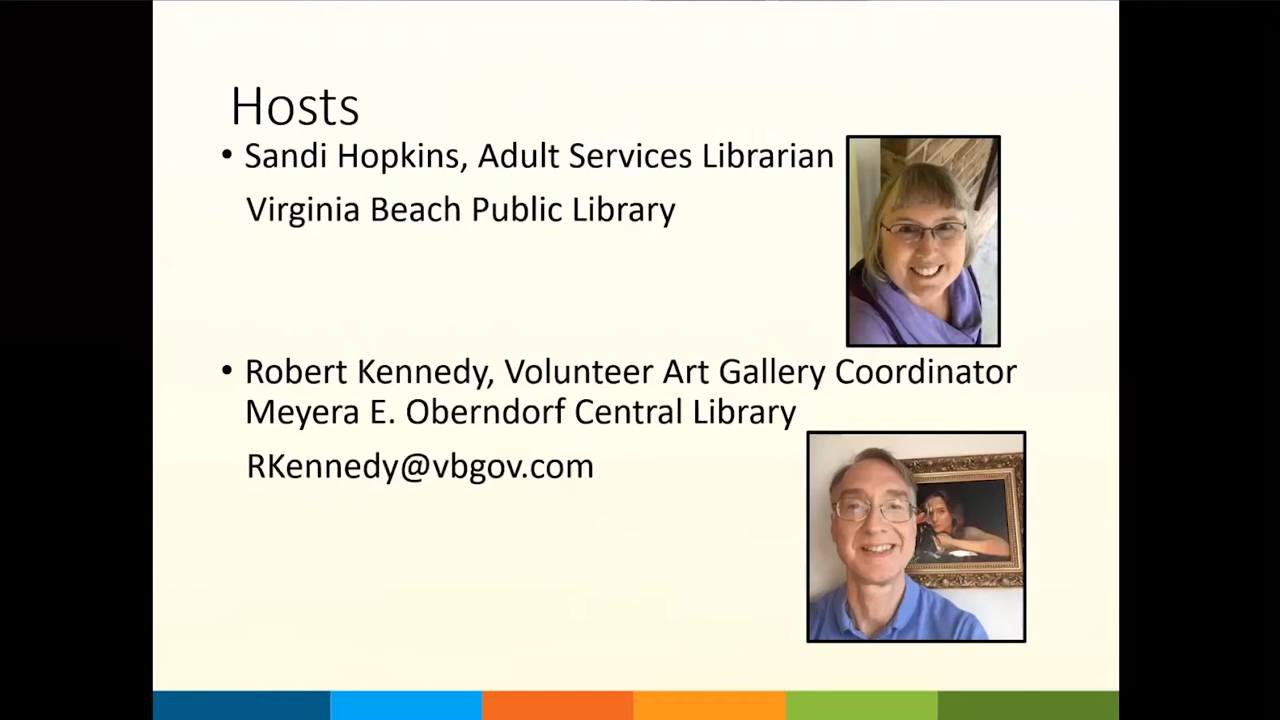 Hosts
• Sandi Hopkins, Adult Services Librarian
Virginia Beach Public Library
• Robert Kennedy, Volunteer Art Gallery Coordinator
Meyera E. Oberndorf Central Library
RKennedy@vbgov.com